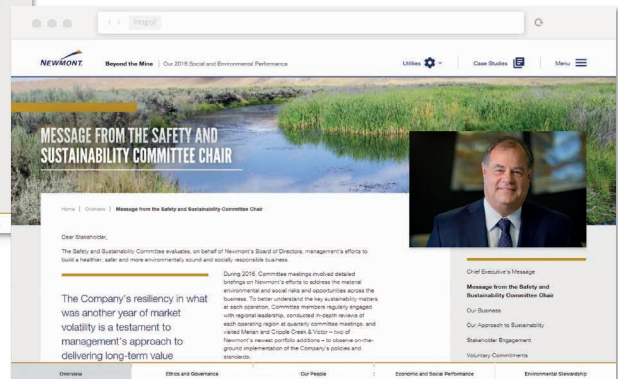 http://
NEWMONT.
Beyond the Mine | Our 2016 Social and Environmental Performance
Utilities
Case Studies
Menu
MESSAGE FROM THE SAFETY AND
SUSTAINABILITY COMMITTEE CHAIR
Home | Overview | Message from the Safety and Sustainability Committee Chair
Dear Stakeholder,
The Safety and Sustainability Committee evaluates, on behalf of Newmont's Board of Directors, management's efforts to
build a healthier, safer and more environmentally sound and socially responsible business.
The Company's resiliency in what
was another year of market
volatility is a testament to
management's approach to
delivering long-term value
During 2016, Committee meetings involved detailed
briefings on Newmont's efforts to address the material
environmental and social risks and opportunities across the
business. To better understand the key sustainability matters
at each operation, Committee members regularly engaged
with regional leadership, conducted in-depth reviews of
each operating region at quarterly committee meetings, and
visited Merian and Cripple Creek & Victor – two of
Newmont's newest portfolio additions – to observe on-the-
ground implementation of the Company's policies and
standards.
Chief Executive's Message
Message from the Safety and
Sustainability Committee Chair
Our Business
Our Approach to Sustainability
Stakeholder Engagement
Voluntary Commitments
Overview
Ethics and Governance
Our People
Economic and Social Performance
Environmental Stewardship